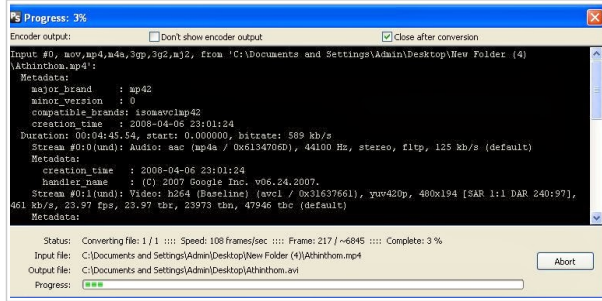 Progress: 3%
Encoder output: Don't show encoder output Close after conversion
Input #0, mov,mp4,m4a,3gp,3g2,mj2, from 'C:\Documents and Settings\Admin\Desktop\New Folder (4)
\Athinthom.mp4':
Metadata:
major_brand : mp42
minor_version : 0
compatible_brands: isomavc1mp42
creation_time : 2008-04-06 23:01:24
Duration: 00:04:45.54, start: 0.000000, bitrate: 589 kb/s
Stream #0:0(und): Audio: aac (mp4a / 0x6134706D), 44100 Hz, stereo, fltp, 125 kb/s (default)
Metadata:
creation_time : 2008-04-06 23:01:24
handler_name : (C) 2007 Google Inc. v06.24.2007.
Stream #0:1(und): Video: h264 (Baseline) (avc1 / 0x31637661), yuv420p, 480x194 [SAR 1:1 DAR 240:97],
461 kb/s, 23.97 fps, 23.97 tbr, 23973 tbn, 47946 tbc (default)
Metadata:
Status: Converting file: 1 / 1 :::: Speed: 108 frames/sec :::: Frame: 217 / ~6845 :::: Complete: 3 %
Input file: C:\Documents and Settings\Admin\Desktop\New Folder (4)\Athinthom.mp4
Abort
Output file: C:\Documents and Settings\Admin\Desktop\Athinthom.avi
Progress: